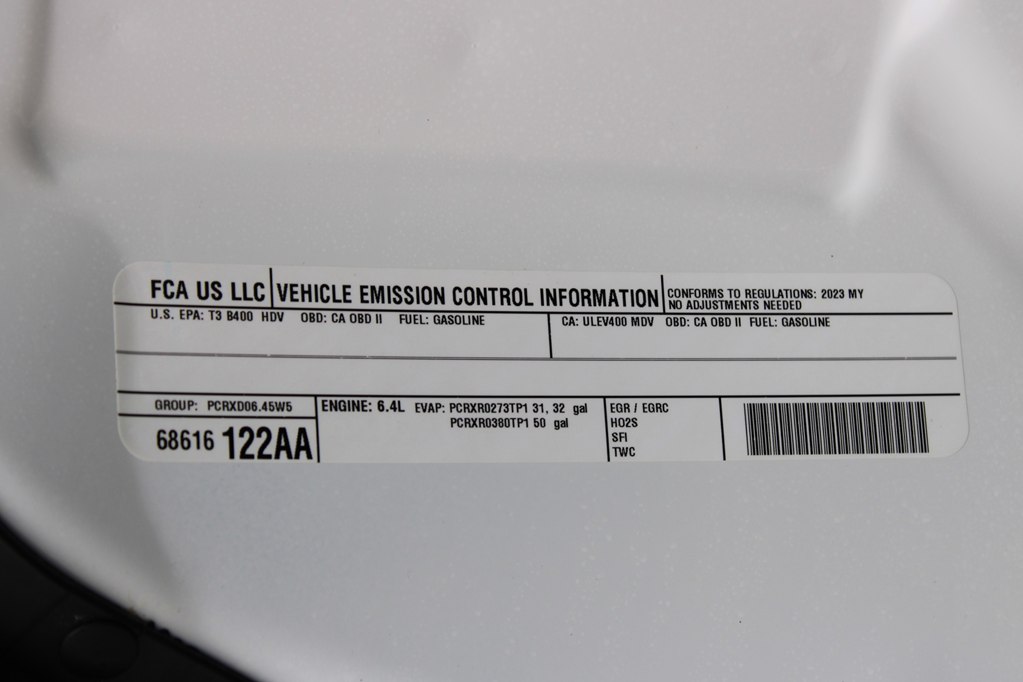 FCA US LLC
VEHICLE EMISSION CONTROL INFORMATION
CONFORMS TO REGULATIONS: 2023 MY
NO ADJUSTMENTS NEEDED
U.S. EPA: T3 B400 HDV OBD: CA OBD II FUEL: GASOLINE
CA: ULEV400 MDV OBD: CA OBD II FUEL: GASOLINE
GROUP: PCRXD06.45W5
68616 122AA
ENGINE: 6.4L EVAP: PCRXR0273TP1 31, 32 gal
PCRXR0380TP1 50 gal
EGR / EGRC
HO2S
SFI
TWC